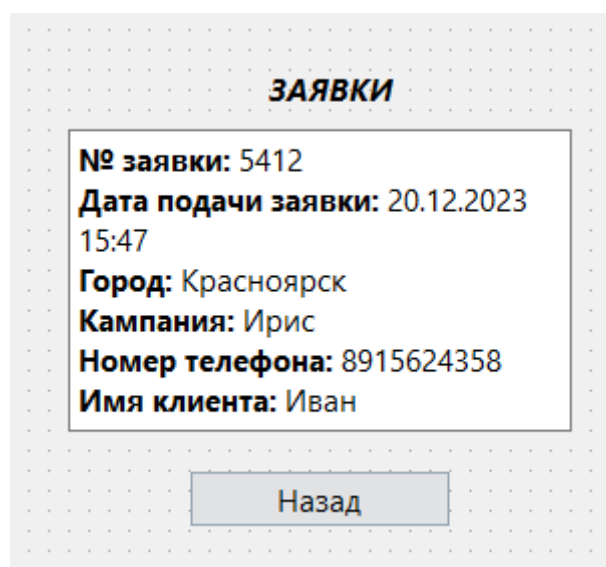 ЗАЯВКИ
№ заявки: 5412
Дата подачи заявки: 20.12.2023
15:47
Город: Красноярск
Кампания: Ирис
Номер телефона: 8915624358
Имя клиента: Иван
Назад